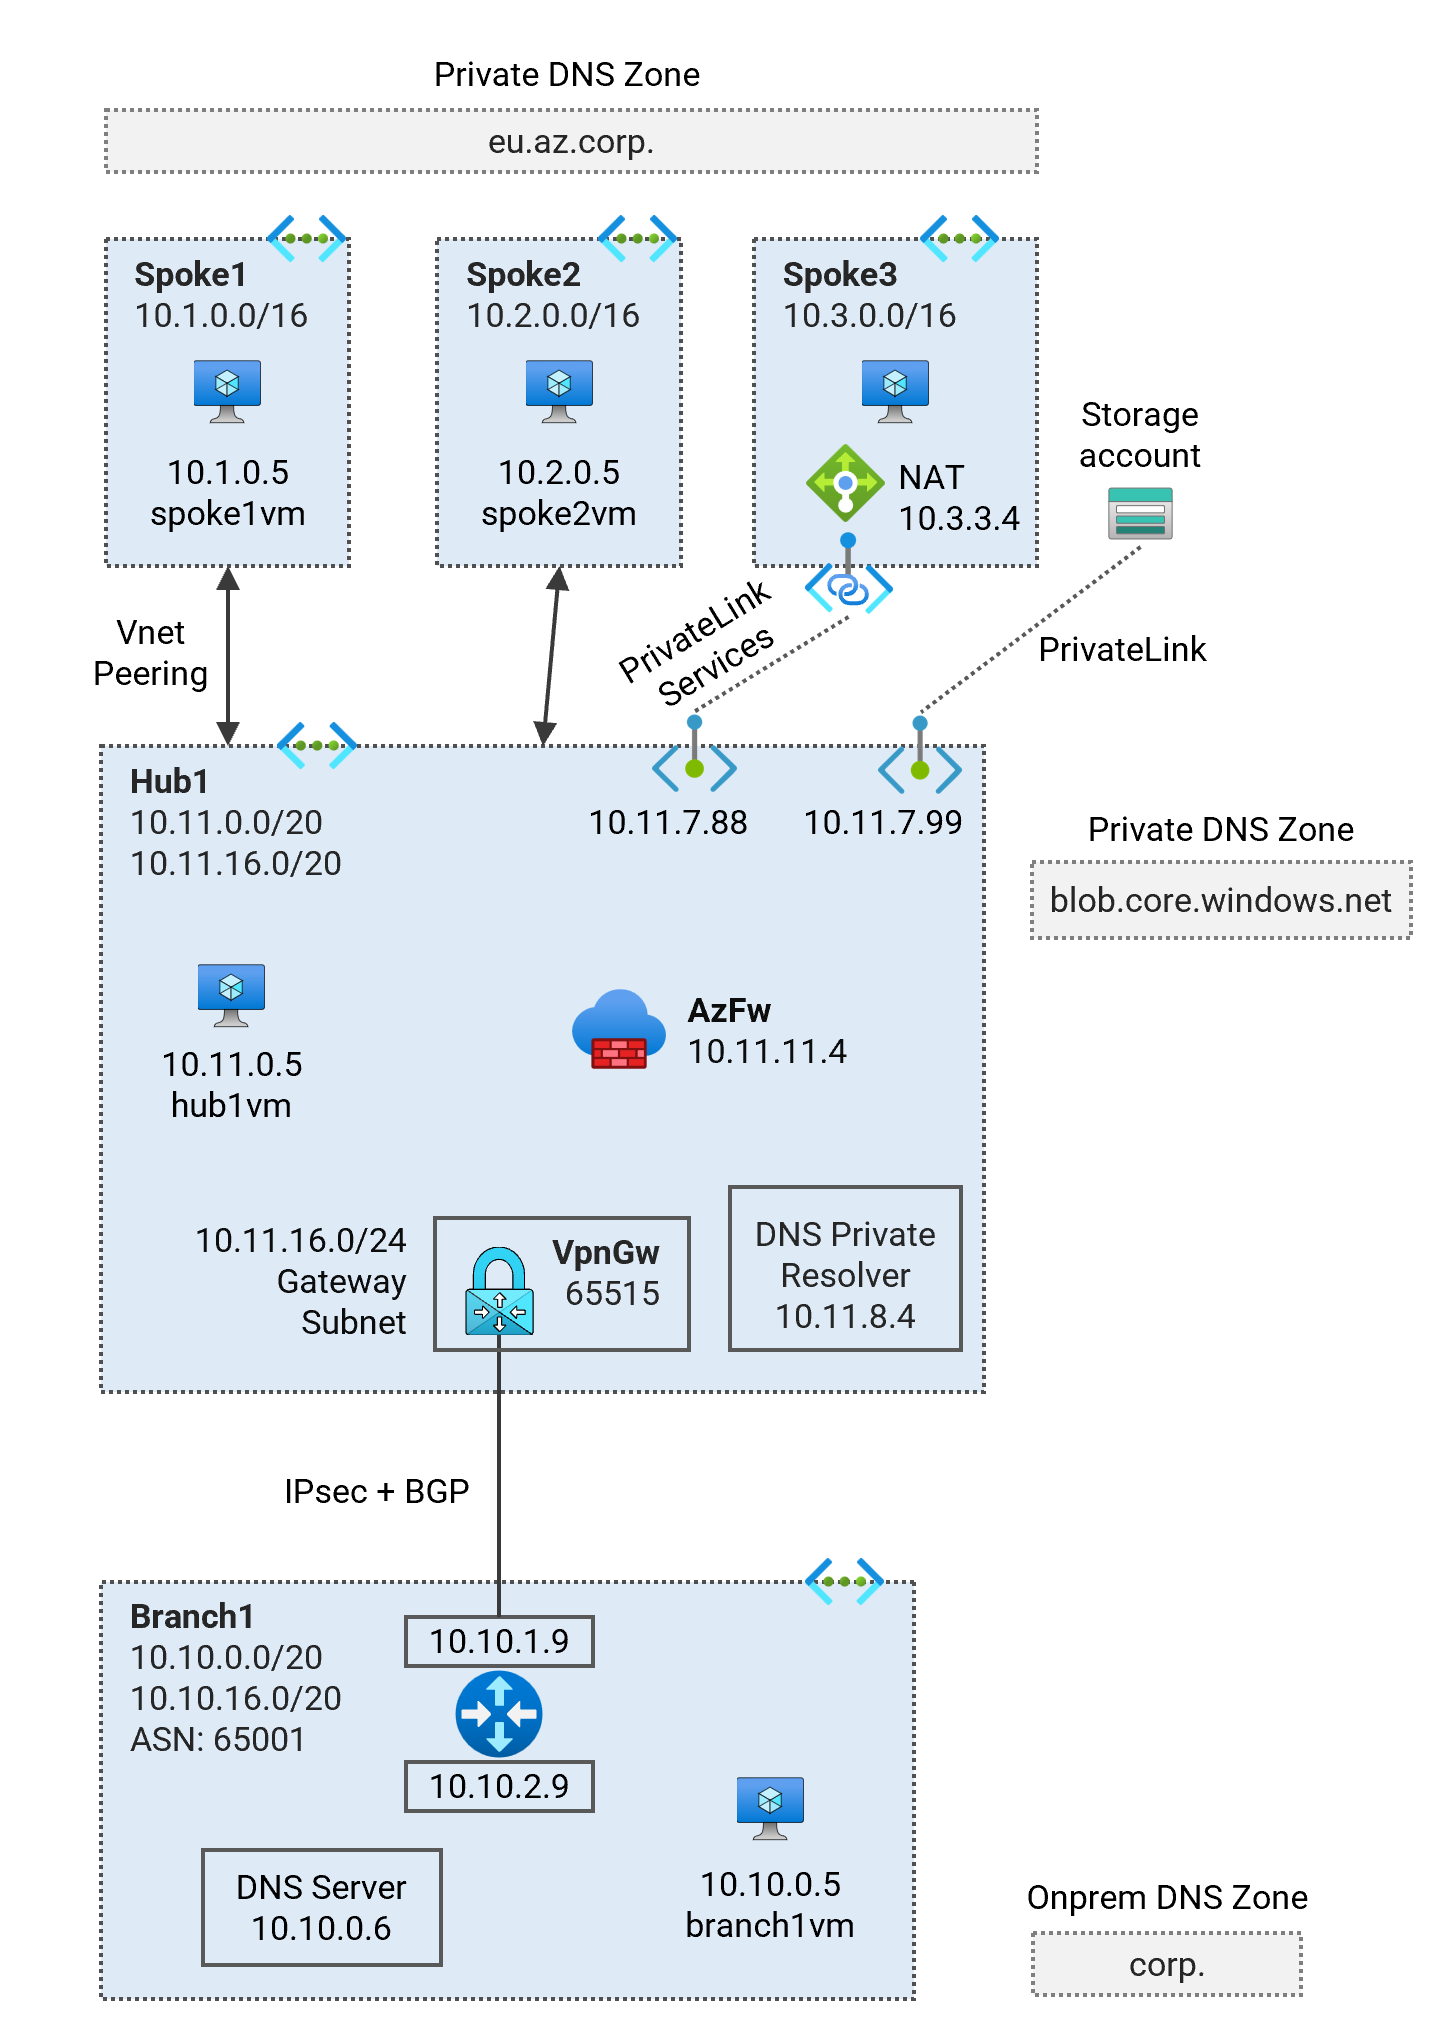 Private DNS Zone
eu.az.corp.
Spoke1
10.1.0.0/16
10.1.0.5
spoke1vm
Spoke2
10.2.0.0/16
10.2.0.5
spoke2vm
Spoke3
10.3.0.0/16
NAT
10.3.3.4
Storage
account
Vnet
Peering
PrivateLink
Services
PrivateLink
Hub1
10.11.0.0/20
10.11.16.0/20
10.11.7.88
10.11.7.99
Private DNS Zone
blob.core.windows.net
10.11.0.5
hub1vm
AzFw
10.11.11.4
10.11.16.0/24
Gateway
Subnet
VpnGw
65515
DNS Private
Resolver
10.11.8.4
IPsec + BGP
Branch1
10.10.0.0/20
10.10.16.0/20
ASN: 65001
10.10.1.9
10.10.2.9
DNS Server
10.10.0.6
10.10.0.5
branch1vm
Onprem DNS Zone
corp.